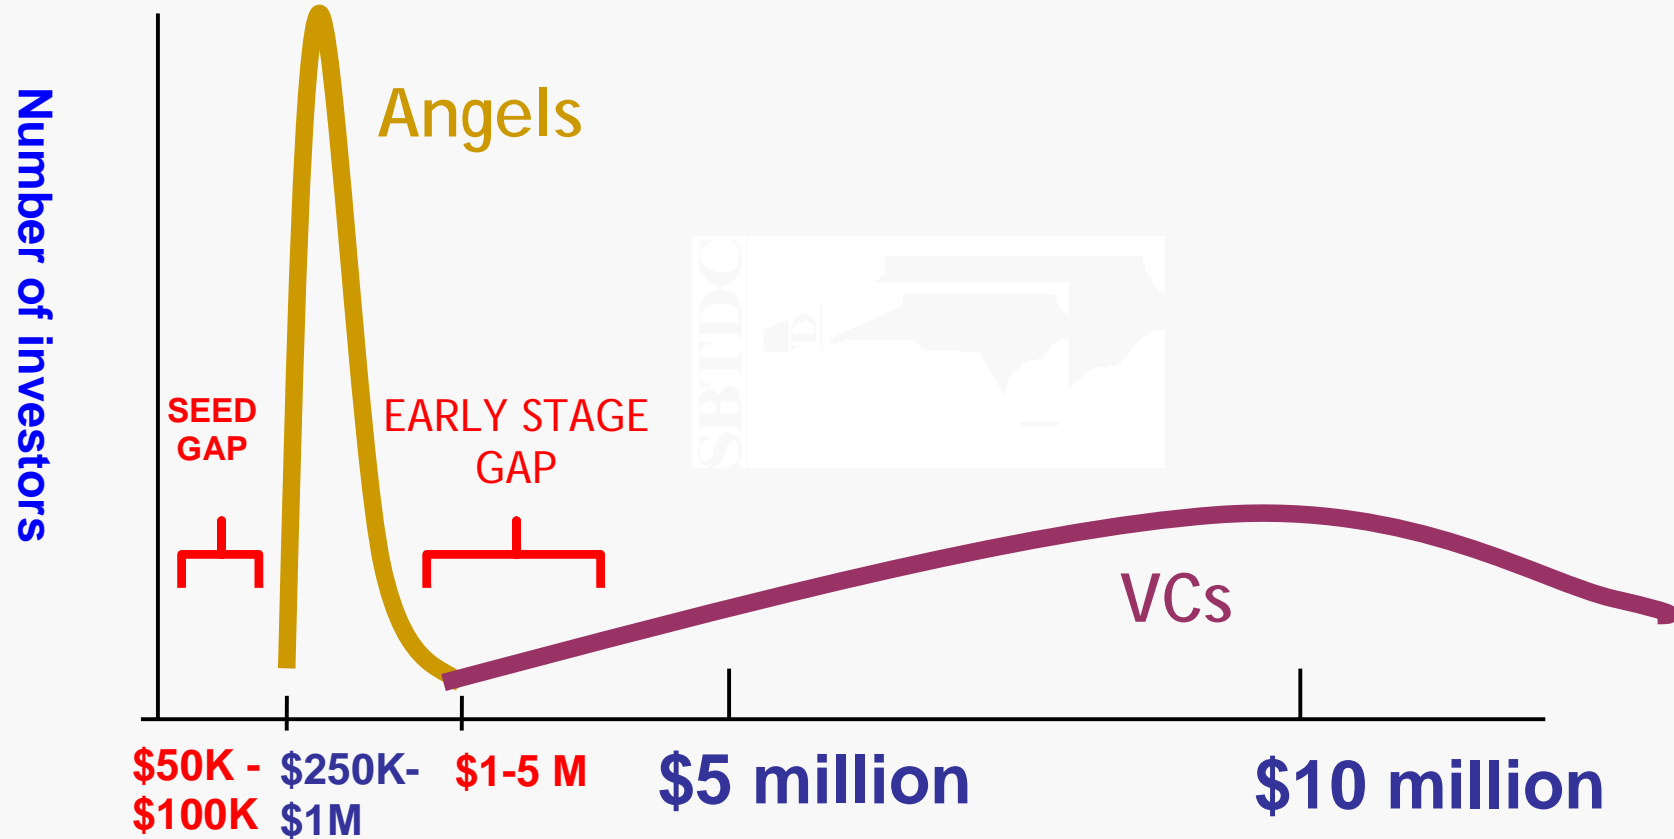 Number of investors
Angels
SBTDC
TD
SEED
GAP
EARLY STAGE
GAP
VCs
$50K -
$100K
$250K-
$1M
$1-5 M
$5 million
$10 million